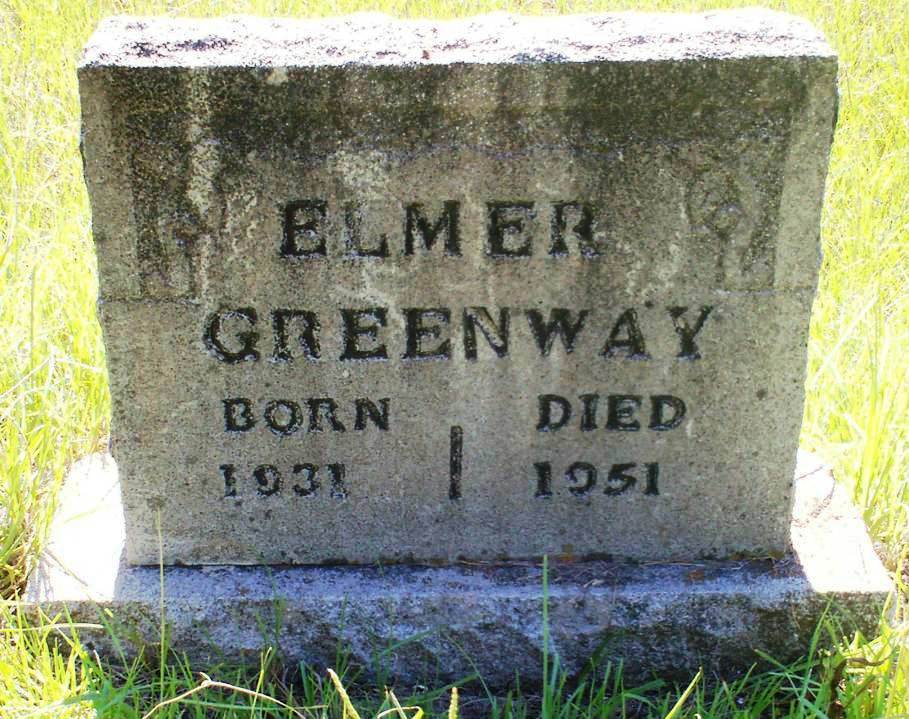 ELMER
GREENWAY
BORN DIED
1931 | 1951